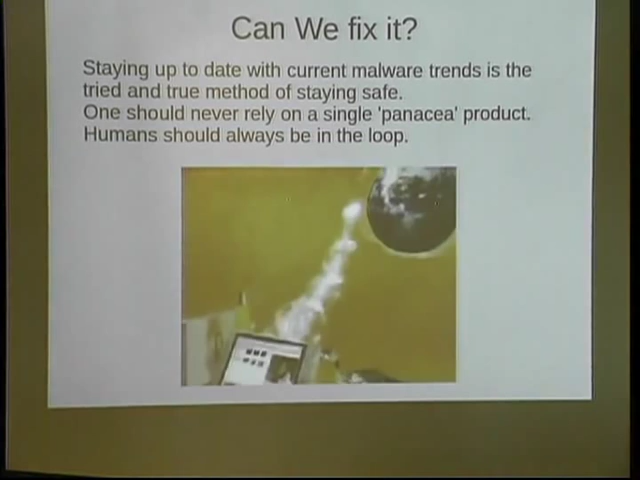 Can We fix it?
Staying up to date with current malware trends is the
tried and true method of staying safe.
One should never rely on a single 'panacea' product.
Humans should always be in the loop.